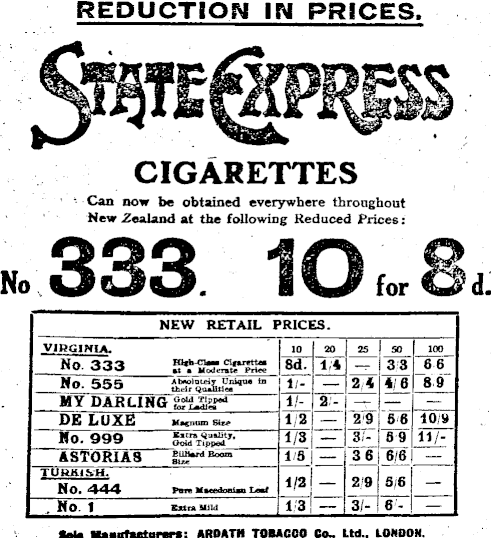 REDUCTION IN PRICES.
STATE EXPRESS
CIGARETTES
Can now be obtained everywhere throughout
New Zealand at the following Reduced Prices:
No 333. 10 for 8d.
NEW RETAIL PRICES.
VIRGINIA. 10 20 25 50 100
No. 333 High-Class Cigarettes at a Moderate Price 8d. 1/4 — 3/3 6/6
No. 555 Absolutely Unique in their Qualities 1/- — 2/4 4/6 8/9
MY DARLING Gold Tipped for Ladies 1/- 2/- — — —
DE LUXE Magnum Size 1/2 — 2/9 5/6 10/9
No. 999 Extra Quality, Gold Tipped 1/3 — 3/- 5/9 11/-
ASTORIAS Billiard Room Size 1/5 — 3/6 6/6 —
TURKISH.
No. 444 Pure Macedonian Leaf 1/2 — 2/9 5/6 —
No. 1 Extra Mild 1/3 — 3/- 6/- —
Sole Manufacturers: ARDATH TOBACCO Co., Ltd., LONDON.